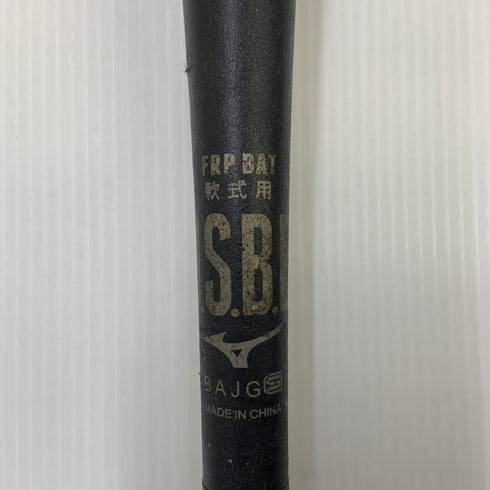 FRP BAT
軟式用
.S.B.
BAJG S
MADE IN CHINA